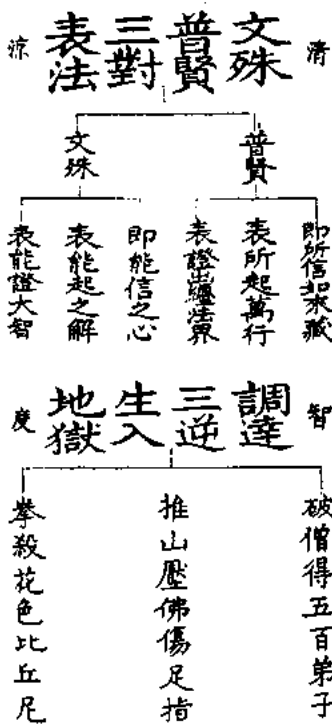 清
文殊
普賢
三對
表法
涼
普賢
即所信如來藏
表所起萬行
表證出纏法界
文殊
即能信之心
表能起之解
表能證大智
智
調達
三逆
生入
地獄
度
破僧得五百弟子
推山壓佛傷足指
拳殺花色比丘尼